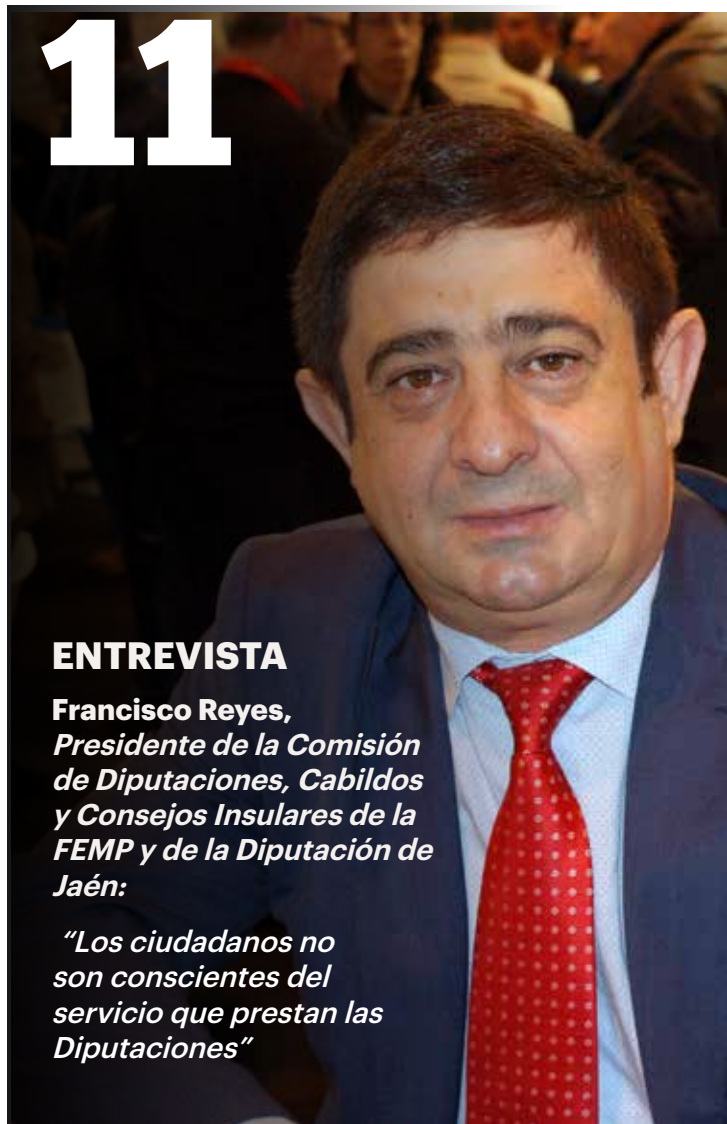 11
ENTREVISTA
Francisco Reyes,
Presidente de la Comisión
de Diputaciones, Cabildos
y Consejos Insulares de la
FEMP y de la Diputación de
Jaén:
“Los ciudadanos no
son conscientes del
servicio que prestan las
Diputaciones”